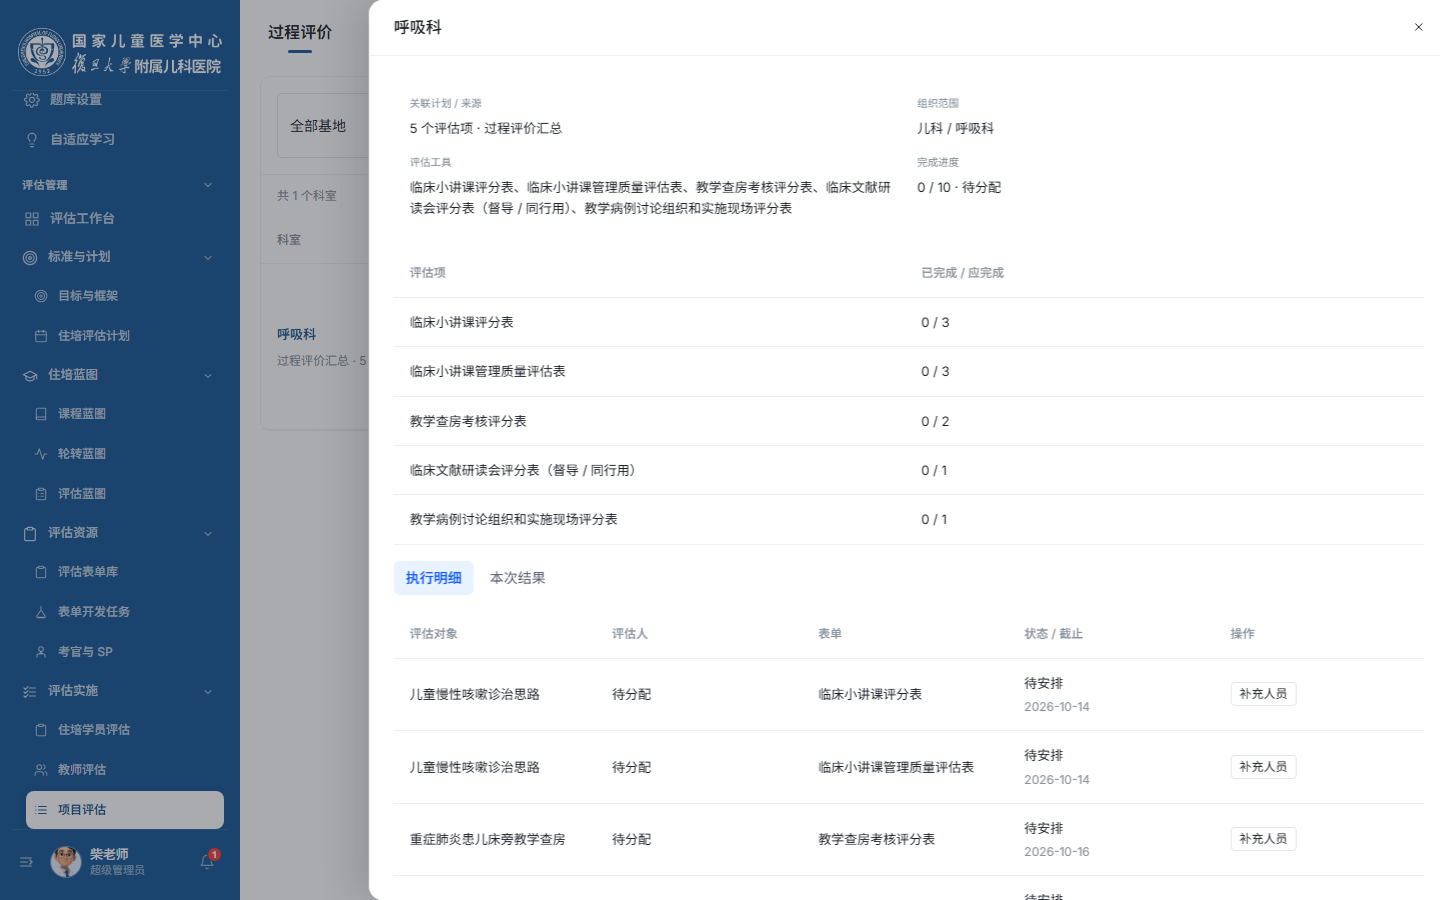 国家儿童医学中心
復旦大学附属儿科医院
1952
题库设置
自适应学习
评估管理
评估工作台
标准与计划
目标与框架
住培评估计划
住培蓝图
课程蓝图
轮转蓝图
评估蓝图
评估资源
评估表单库
表单开发任务
考官与 SP
评估实施
住培学员评估
教师评估
项目评估
柴老师
超级管理员
1
过程评价
全部基地
共 1 个科室
科室
呼吸科
过程评价汇总 · 5
呼吸科
关联计划 / 来源
5 个评估项 · 过程评价汇总
组织范围
儿科 / 呼吸科
评估工具
临床小讲课评分表、临床小讲课管理质量评估表、教学查房考核评分表、临床文献研
读会评分表（督导 / 同行用）、教学病例讨论组织和实施现场评分表
完成进度
0 / 10 · 待分配
评估项 已完成 / 应完成
临床小讲课评分表 0 / 3
临床小讲课管理质量评估表 0 / 3
教学查房考核评分表 0 / 2
临床文献研读会评分表（督导 / 同行用） 0 / 1
教学病例讨论组织和实施现场评分表 0 / 1
执行明细 本次结果
评估对象 评估人 表单 状态 / 截止 操作
儿童慢性咳嗽诊治思路 待分配 临床小讲课评分表 待安排 补充人员
2026-10-14
儿童慢性咳嗽诊治思路 待分配 临床小讲课管理质量评估表 待安排 补充人员
2026-10-14
重症肺炎患儿床旁教学查房 待分配 教学查房考核评分表 待安排 补充人员
2026-10-16
待安排